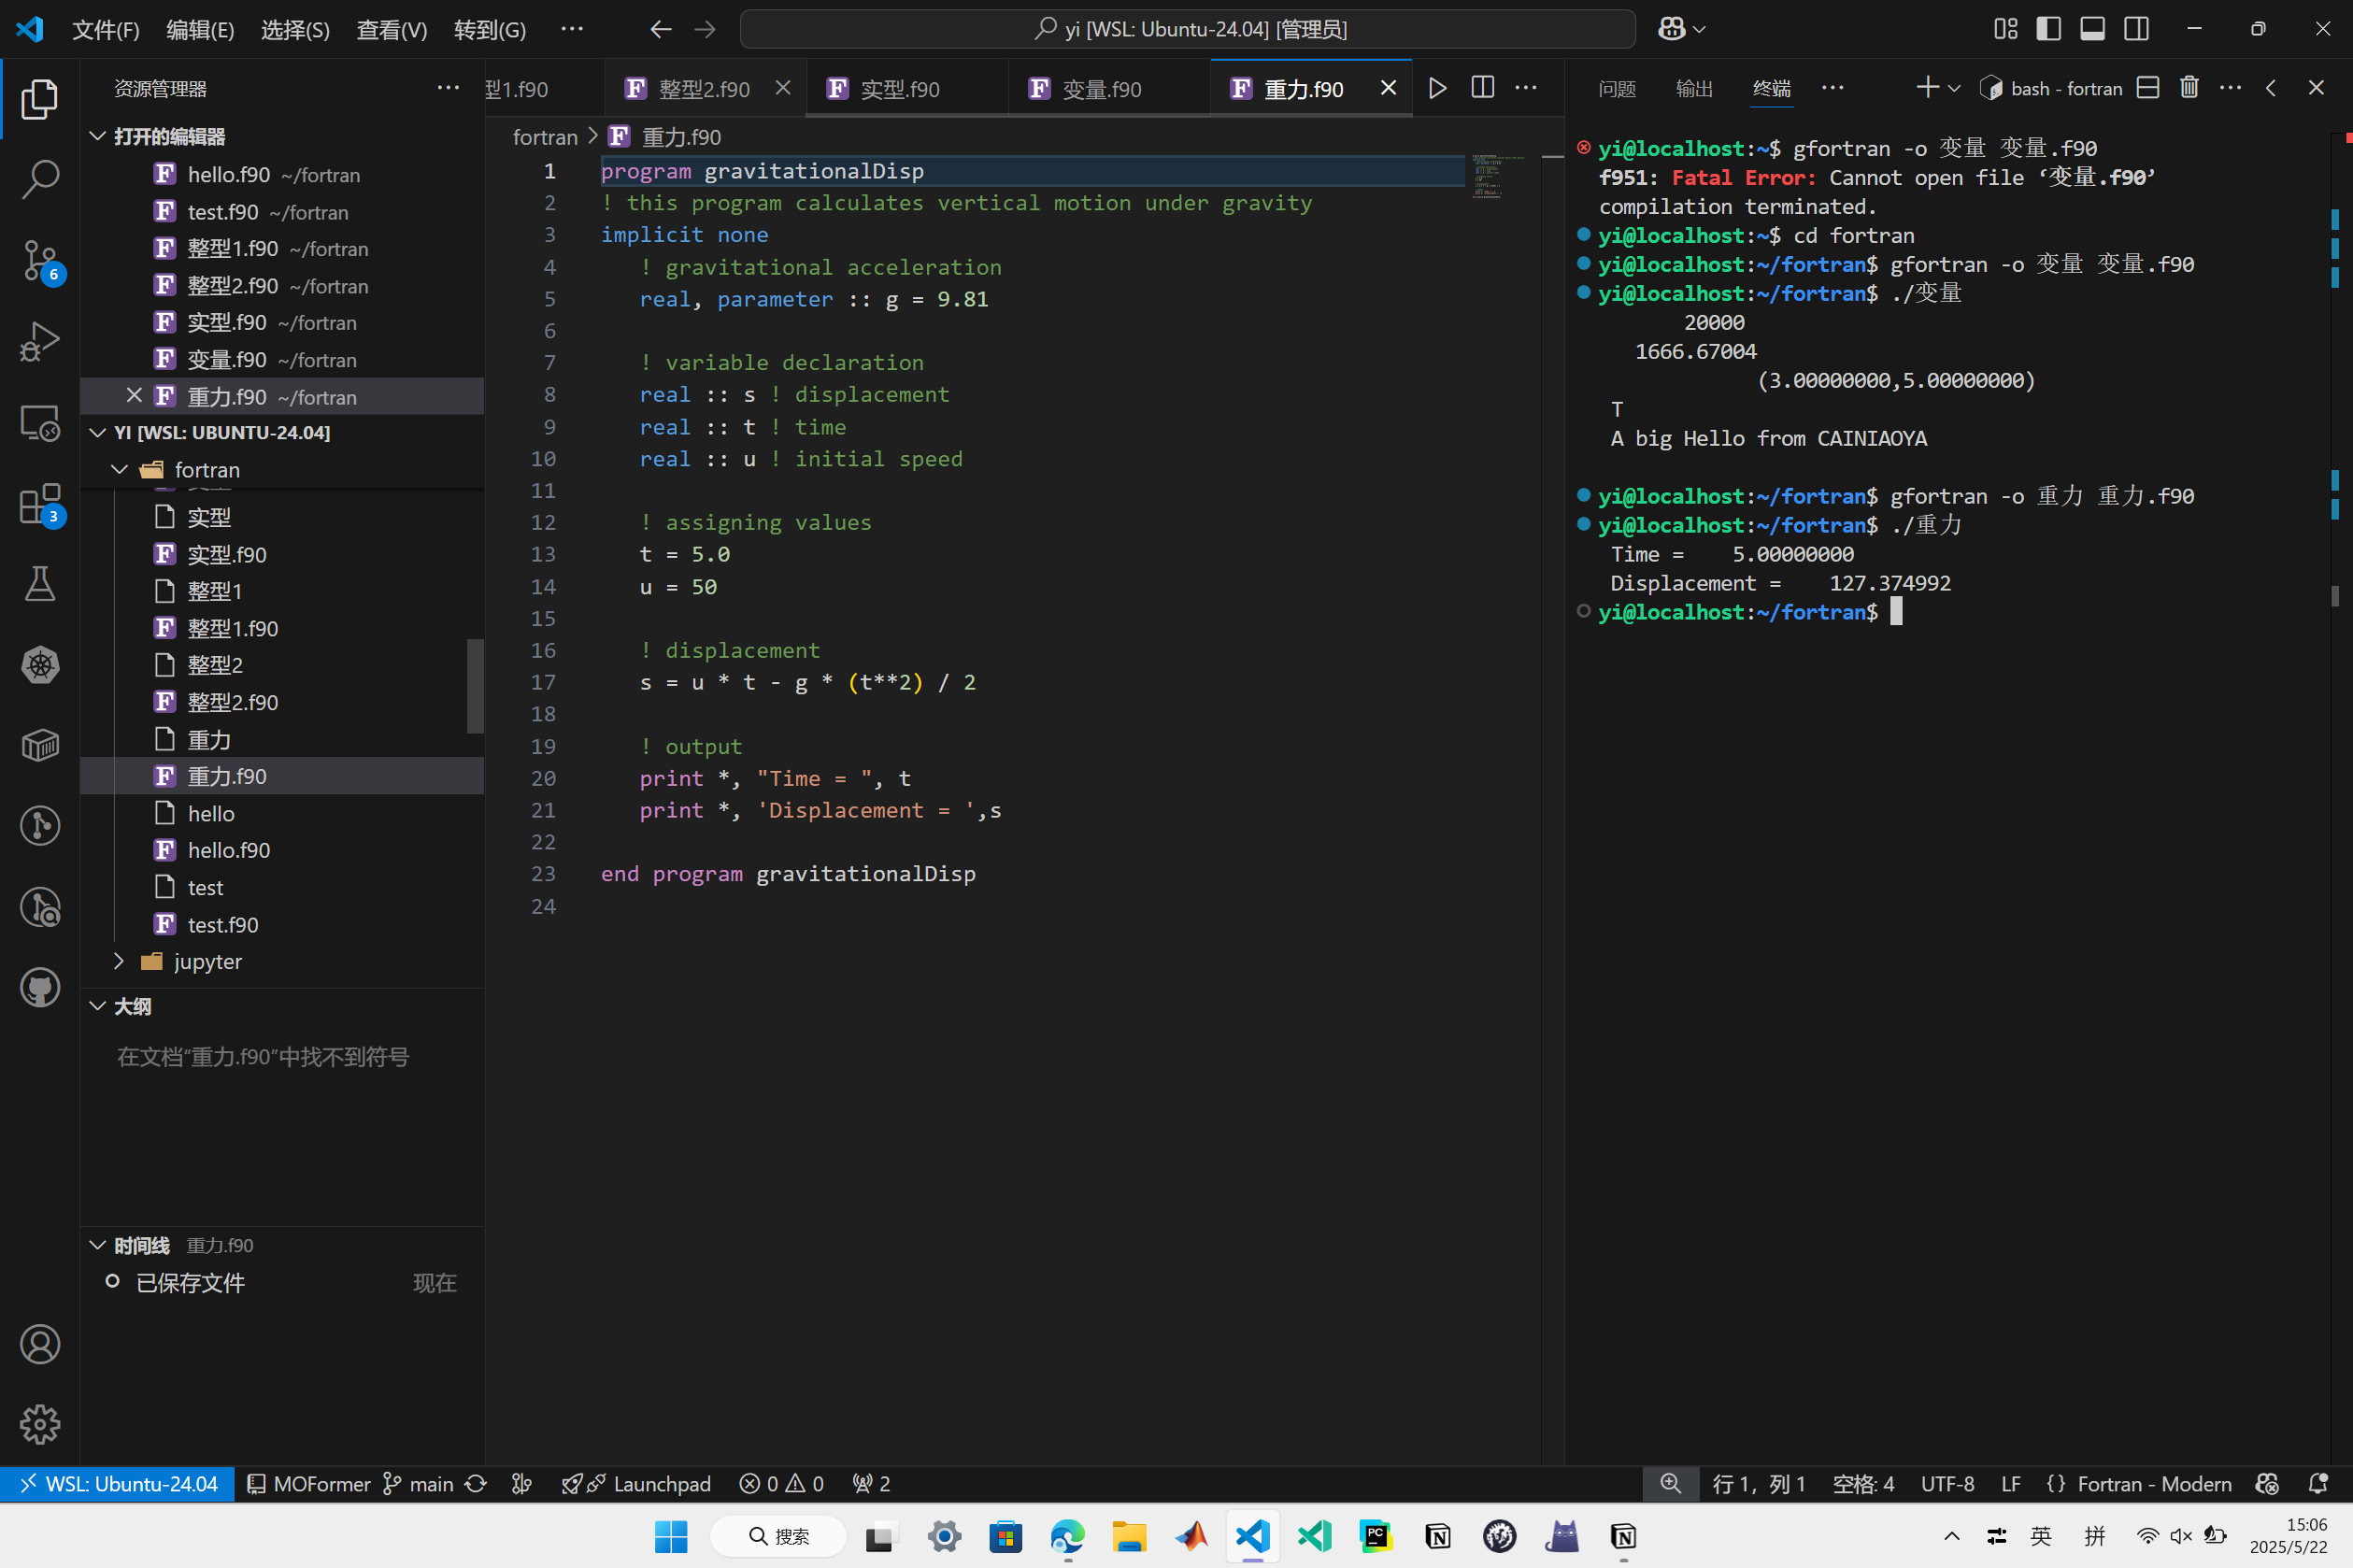 文件(F) 编辑(E) 选择(S) 查看(V) 转到(G) ··· yi [WSL: Ubuntu-24.04] [管理员]
资源管理器
打开的编辑器
hello.f90 ~/fortran
test.f90 ~/fortran
整型1.f90 ~/fortran
整型2.f90 ~/fortran
实型.f90 ~/fortran
变量.f90 ~/fortran
重力.f90 ~/fortran
YI [WSL: UBUNTU-24.04]
fortran
实型
实型.f90
整型1
整型1.f90
整型2
整型2.f90
重力
重力.f90
hello
hello.f90
test
test.f90
jupyter
大纲
在文档“重力.f90”中找不到符号
时间线 重力.f90
已保存文件 现在
6
3
型1.f90 整型2.f90 实型.f90 变量.f90 重力.f90
fortran > 重力.f90
1 program gravitationalDisp
2 ! this program calculates vertical motion under gravity
3 implicit none
4 ! gravitational acceleration
5 real, parameter :: g = 9.81
6
7 ! variable declaration
8 real :: s ! displacement
9 real :: t ! time
10 real :: u ! initial speed
11
12 ! assigning values
13 t = 5.0
14 u = 50
15
16 ! displacement
17 s = u * t - g * (t**2) / 2
18
19 ! output
20 print *, "Time = ", t
21 print *, 'Displacement = ',s
22
23 end program gravitationalDisp
24
问题 输出 终端 ··· bash - fortran
yi@localhost:~$ gfortran -o 变量 变量.f90
f951: Fatal Error: Cannot open file ‘变量.f90’
compilation terminated.
yi@localhost:~$ cd fortran
yi@localhost:~/fortran$ gfortran -o 变量 变量.f90
yi@localhost:~/fortran$ ./变量
20000
1666.67004
(3.00000000,5.00000000)
T
A big Hello from CAINIAOYA
yi@localhost:~/fortran$ gfortran -o 重力 重力.f90
yi@localhost:~/fortran$ ./重力
Time = 5.00000000
Displacement = 127.374992
yi@localhost:~/fortran$
WSL: Ubuntu-24.04 MOFormer main Launchpad 0 0 2 行 1，列 1 空格: 4 UTF-8 LF {} Fortran - Modern
搜索 PC 英 拼 15:06
2025/5/22